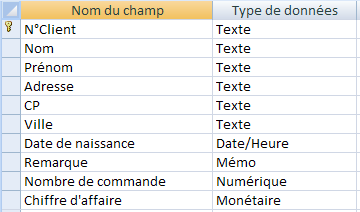 Nom du champ Type de données
N°Client Texte
Nom Texte
Prénom Texte
Adresse Texte
CP Texte
Ville Texte
Date de naissance Date/Heure
Remarque Mémo
Nombre de commande Numérique
Chiffre d'affaire Monétaire